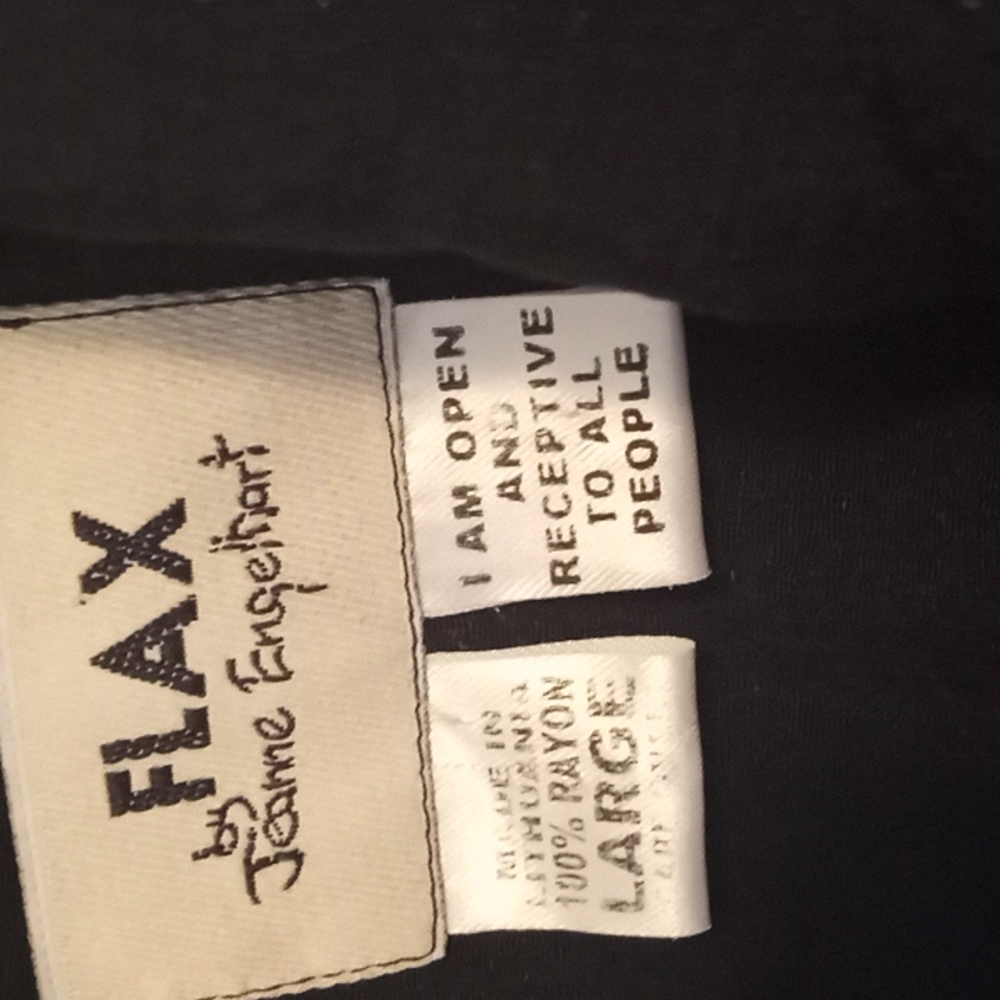 FLAX
by
Jeanne Engelhart
I AM OPEN
AND
RECEPTIVE
TO ALL
PEOPLE
MADE IN
LITHUANIA
100% RAYON
LARGE